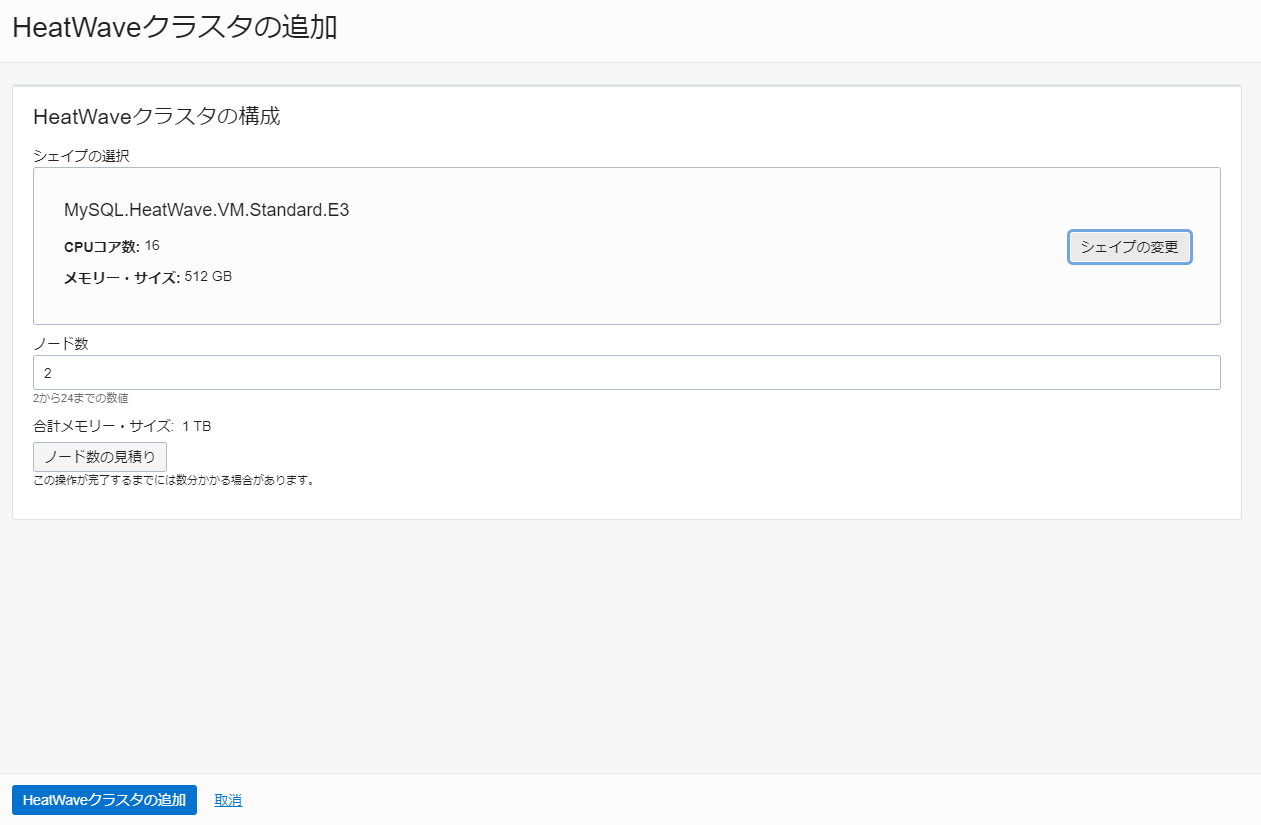 HeatWaveクラスタの追加
HeatWaveクラスタの構成
シェイプの選択
MySQL.HeatWave.VM.Standard.E3
CPUコア数: 16
メモリー・サイズ: 512 GB
シェイプの変更
ノード数
2
2から24までの数値
合計メモリー・サイズ: 1 TB
ノード数の見積り
この操作が完了するまでには数分かかる場合があります。
HeatWaveクラスタの追加 取消